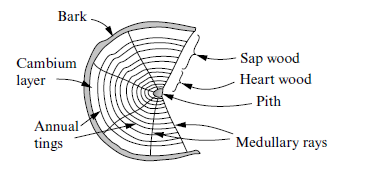 Bark
Cambium
layer
Annual
tings
Sap wood
Heart wood
Pith
Medullary rays